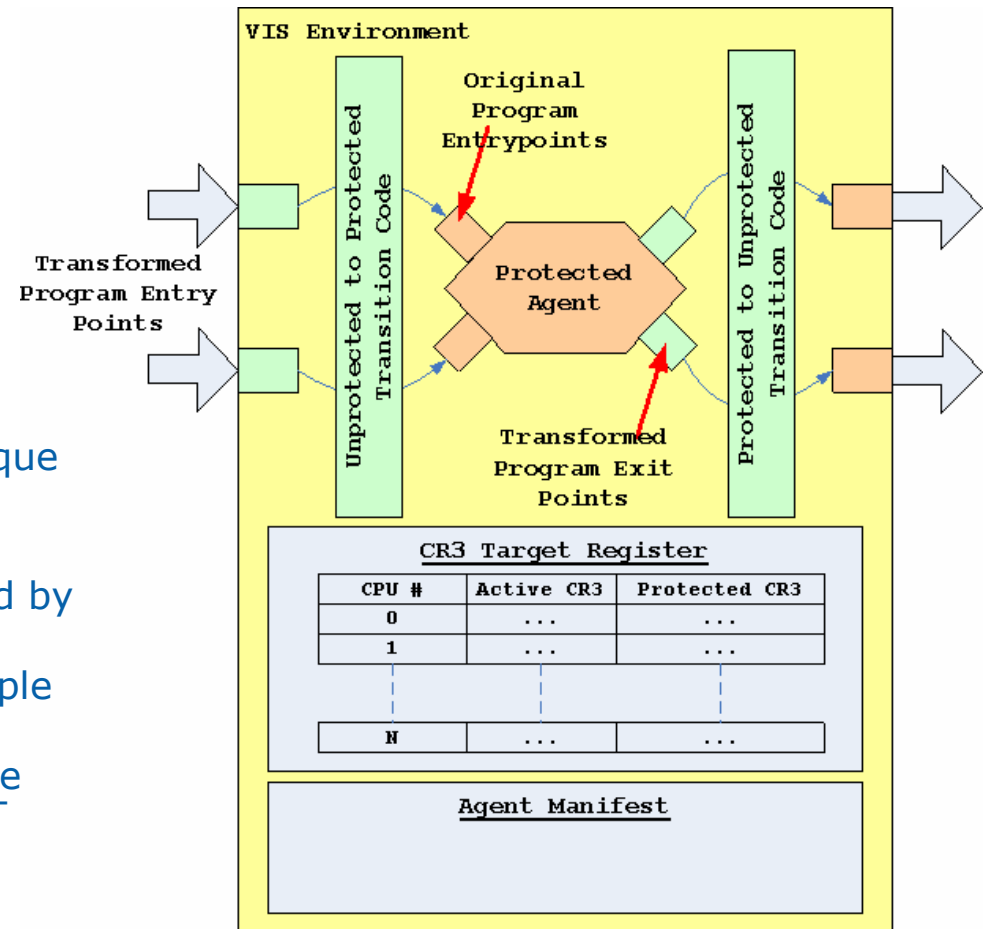 VIS Environment
Original
Program
Entrypoints
Unprotected to Protected
Transition Code
Protected to Unprotected
Transition Code
Protected
Agent
Transformed
Program Entry
Points
Transformed
Program Exit
Points
que
d by
ple
e
CR3 Target Register
CPU # Active CR3 Protected CR3
0 ... ...
1 ... ...
N ... ...
Agent Manifest